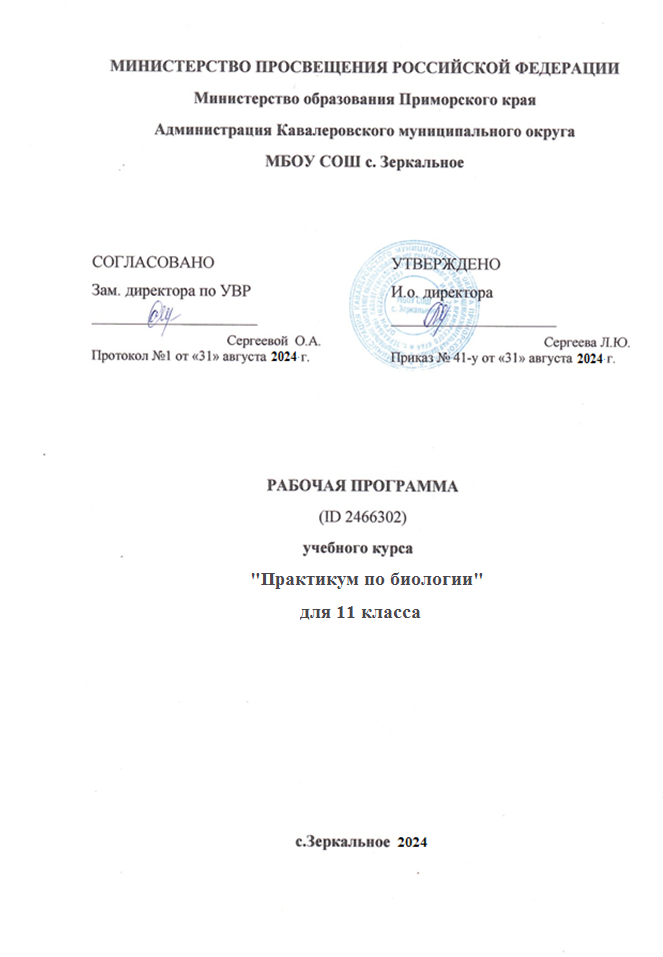 МИНИСТЕРСТВО ПРОСВЕЩЕНИЯ РОССИЙСКОЙ ФЕДЕРАЦИИ
Министерство образования Приморского края
Администрация Кавалеровского муниципального округа
МБОУ СОШ с. Зеркальное
СОГЛАСОВАНО
Зам. директора по УВР
Сергеевой О.А.
Протокол №1 от «31» августа 2024 г.
УТВЕРЖДЕНО
И.о. директора
Сергеева Л.Ю.
Приказ № 41-у от «31» августа 2024 г.
РАБОЧАЯ ПРОГРАММА
(ID 2466302)
учебного курса
"Практикум по биологии"
для 11 класса
с.Зеркальное 2024